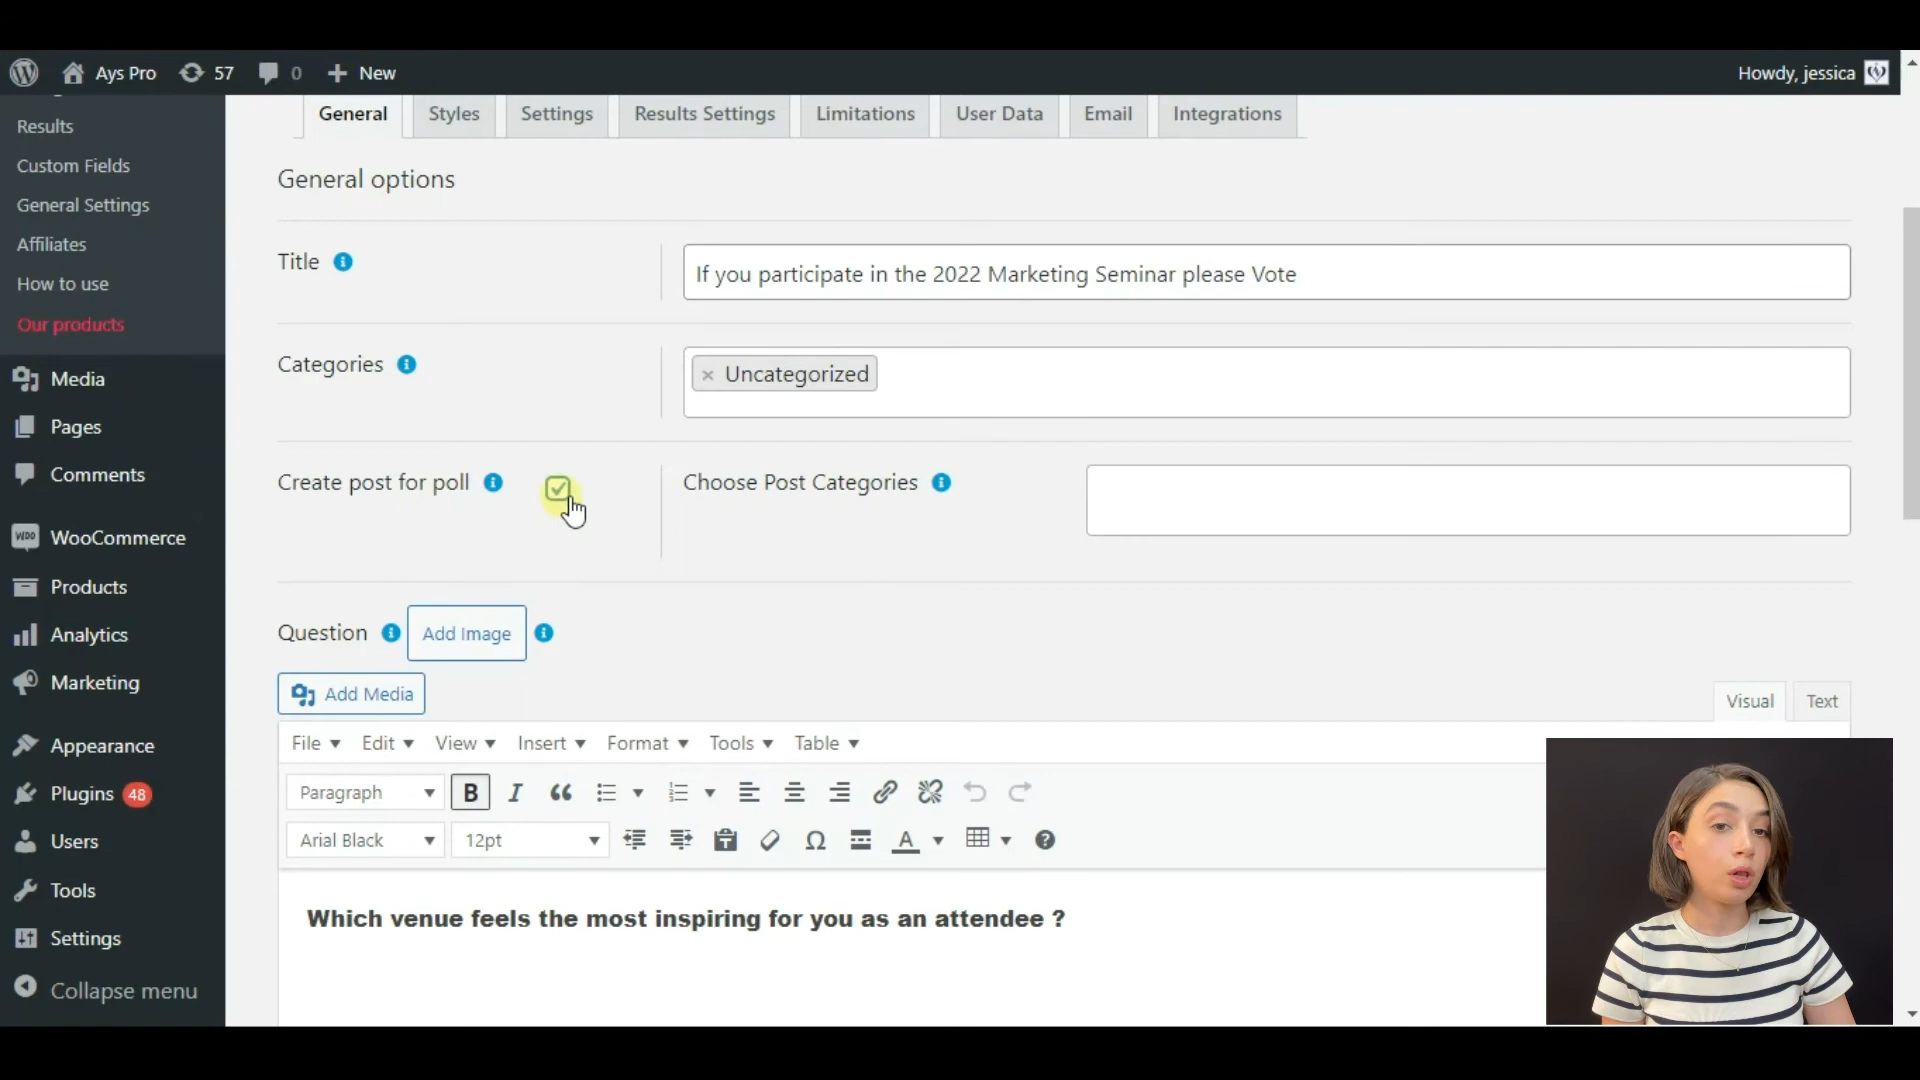 Ays Pro 57 0 New Howdy, jessica
Results
Custom Fields
General Settings
Affiliates
How to use
Our products
Media
Pages
Comments
WooCommerce
Products
Analytics
Marketing
Appearance
Plugins 48
Users
Tools
Settings
Collapse menu
General Styles Settings Results Settings Limitations User Data Email Integrations
General options
Title If you participate in the 2022 Marketing Seminar please Vote
Categories × Uncategorized
Create post for poll Choose Post Categories
Question Add Image
Add Media Visual Text
File Edit View Insert Format Tools Table
Paragraph B I
Arial Black 12pt A
Which venue feels the most inspiring for you as an attendee ?